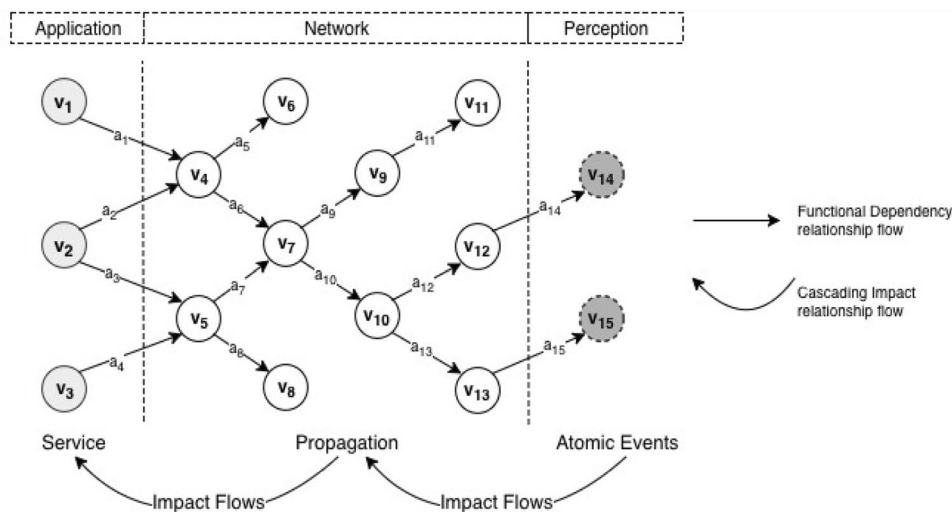 Application Network Perception
v1 v6 v11
a1 a5 a11
v4 v9 v14
a2 a6 a9 a14
v2 v7 v12
Functional Dependency
relationship flow
a3 a7 a10 a12
v5 v10 v15
Cascading Impact
relationship flow
a4 a8 a13 a15
v3 v8 v13
Service Propagation Atomic Events
Impact Flows Impact Flows